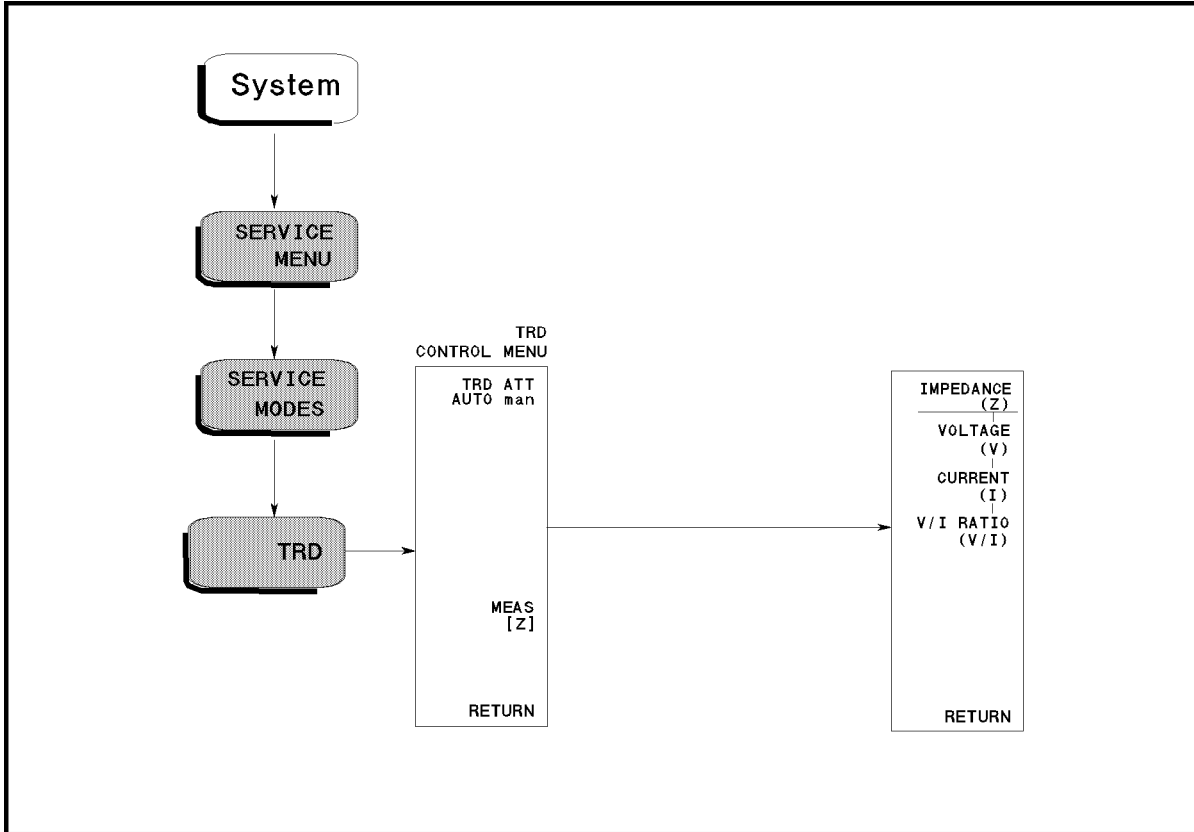 System
SERVICE
MENU
SERVICE
MODES
TRD
TRD
CONTROL MENU
TRD ATT
AUTO man
MEAS
[Z]
RETURN
IMPEDANCE
(Z)
VOLTAGE
(V)
CURRENT
(I)
V/I RATIO
(V/I)
RETURN